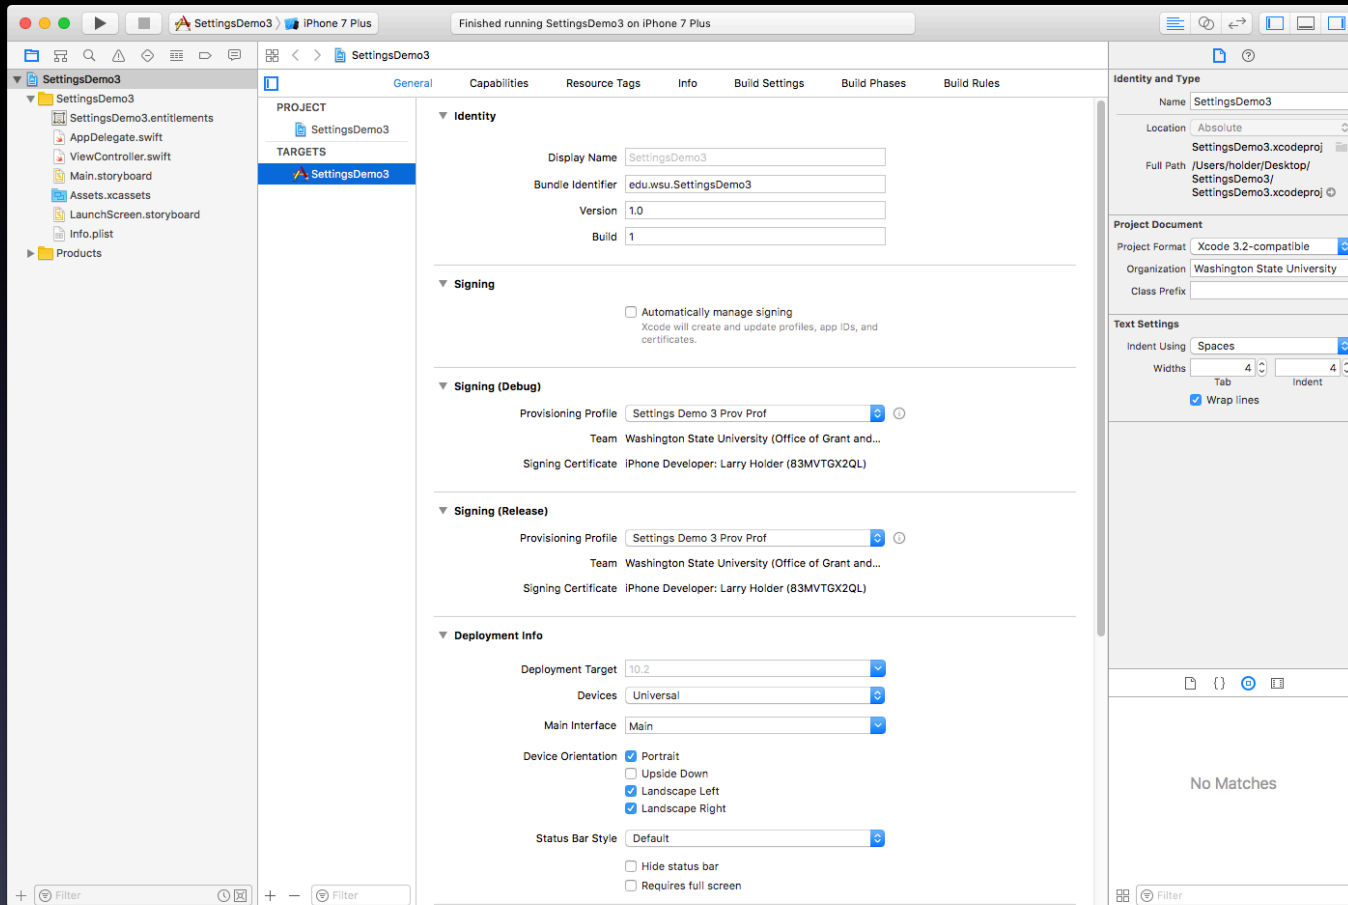 SettingsDemo3 › iPhone 7 Plus
Finished running SettingsDemo3 on iPhone 7 Plus
SettingsDemo3
SettingsDemo3
SettingsDemo3.entitlements
AppDelegate.swift
ViewController.swift
Main.storyboard
Assets.xcassets
LaunchScreen.storyboard
Info.plist
Products
Filter
SettingsDemo3
General Capabilities Resource Tags Info Build Settings Build Phases Build Rules
PROJECT
SettingsDemo3
TARGETS
SettingsDemo3
Filter
Identity
Display Name SettingsDemo3
Bundle Identifier edu.wsu.SettingsDemo3
Version 1.0
Build 1
Signing
Automatically manage signing
Xcode will create and update profiles, app IDs, and
certificates.
Signing (Debug)
Provisioning Profile Settings Demo 3 Prov Prof
Team Washington State University (Office of Grant and...
Signing Certificate iPhone Developer: Larry Holder (83MVTGX2QL)
Signing (Release)
Provisioning Profile Settings Demo 3 Prov Prof
Team Washington State University (Office of Grant and...
Signing Certificate iPhone Developer: Larry Holder (83MVTGX2QL)
Deployment Info
Deployment Target 10.2
Devices Universal
Main Interface Main
Device Orientation Portrait
Upside Down
Landscape Left
Landscape Right
Status Bar Style Default
Hide status bar
Requires full screen
Identity and Type
Name SettingsDemo3
Location Absolute
SettingsDemo3.xcodeproj
Full Path /Users/holder/Desktop/
SettingsDemo3/
SettingsDemo3.xcodeproj
Project Document
Project Format Xcode 3.2-compatible
Organization Washington State University
Class Prefix
Text Settings
Indent Using Spaces
Widths 4 4
Tab Indent
Wrap lines
{}
No Matches
Filter